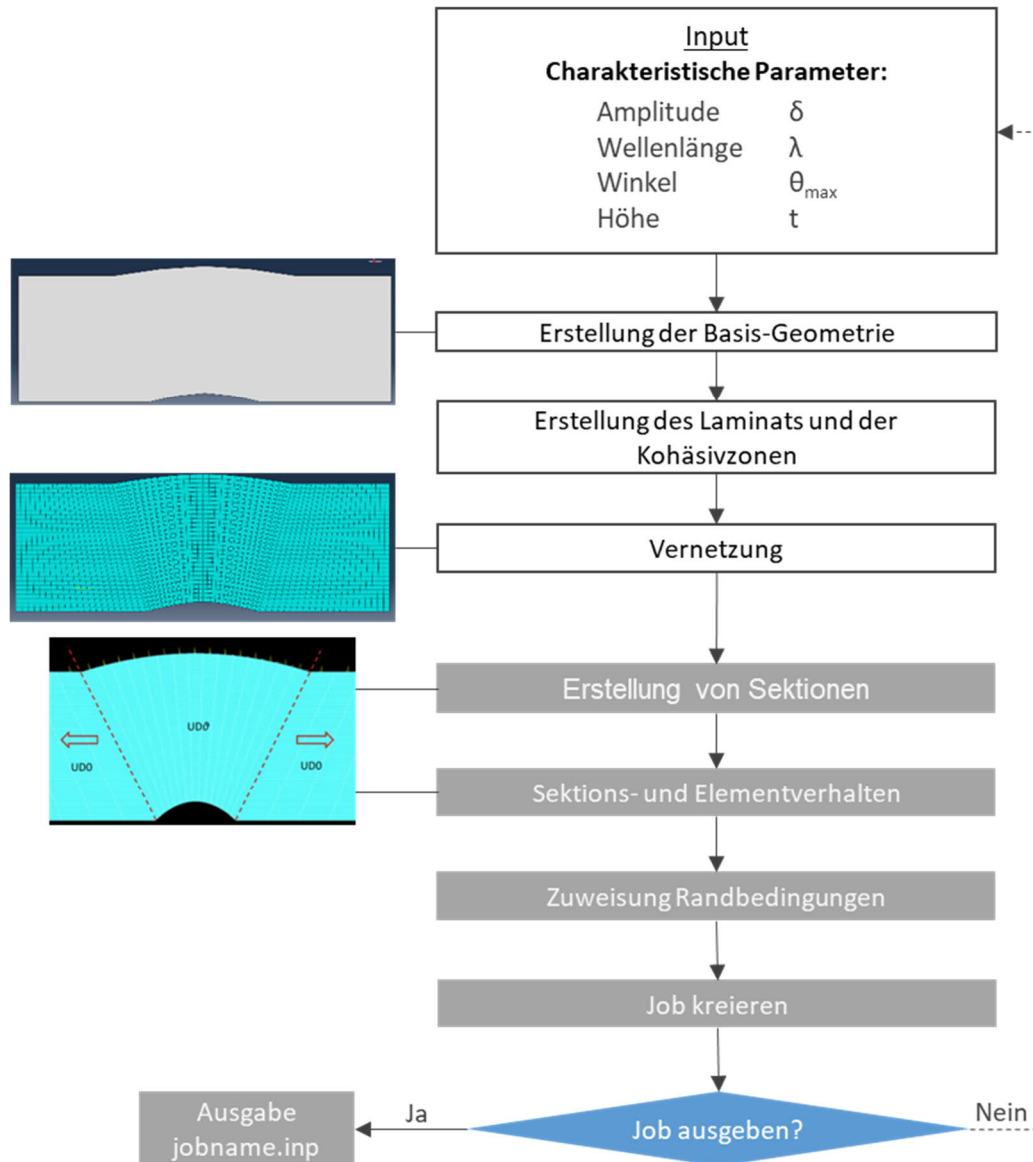 Input
Charakteristische Parameter:
Amplitude δ
Wellenlänge λ
Winkel θmax
Höhe t
Erstellung der Basis-Geometrie
Erstellung des Laminats und der
Kohäsivzonen
Vernetzung
Erstellung von Sektionen
UDϑ
UD0
UD0
Sektions- und Elementverhalten
Zuweisung Randbedingungen
Job kreieren
Job ausgeben?
Ja
Nein
Ausgabe
jobname.inp